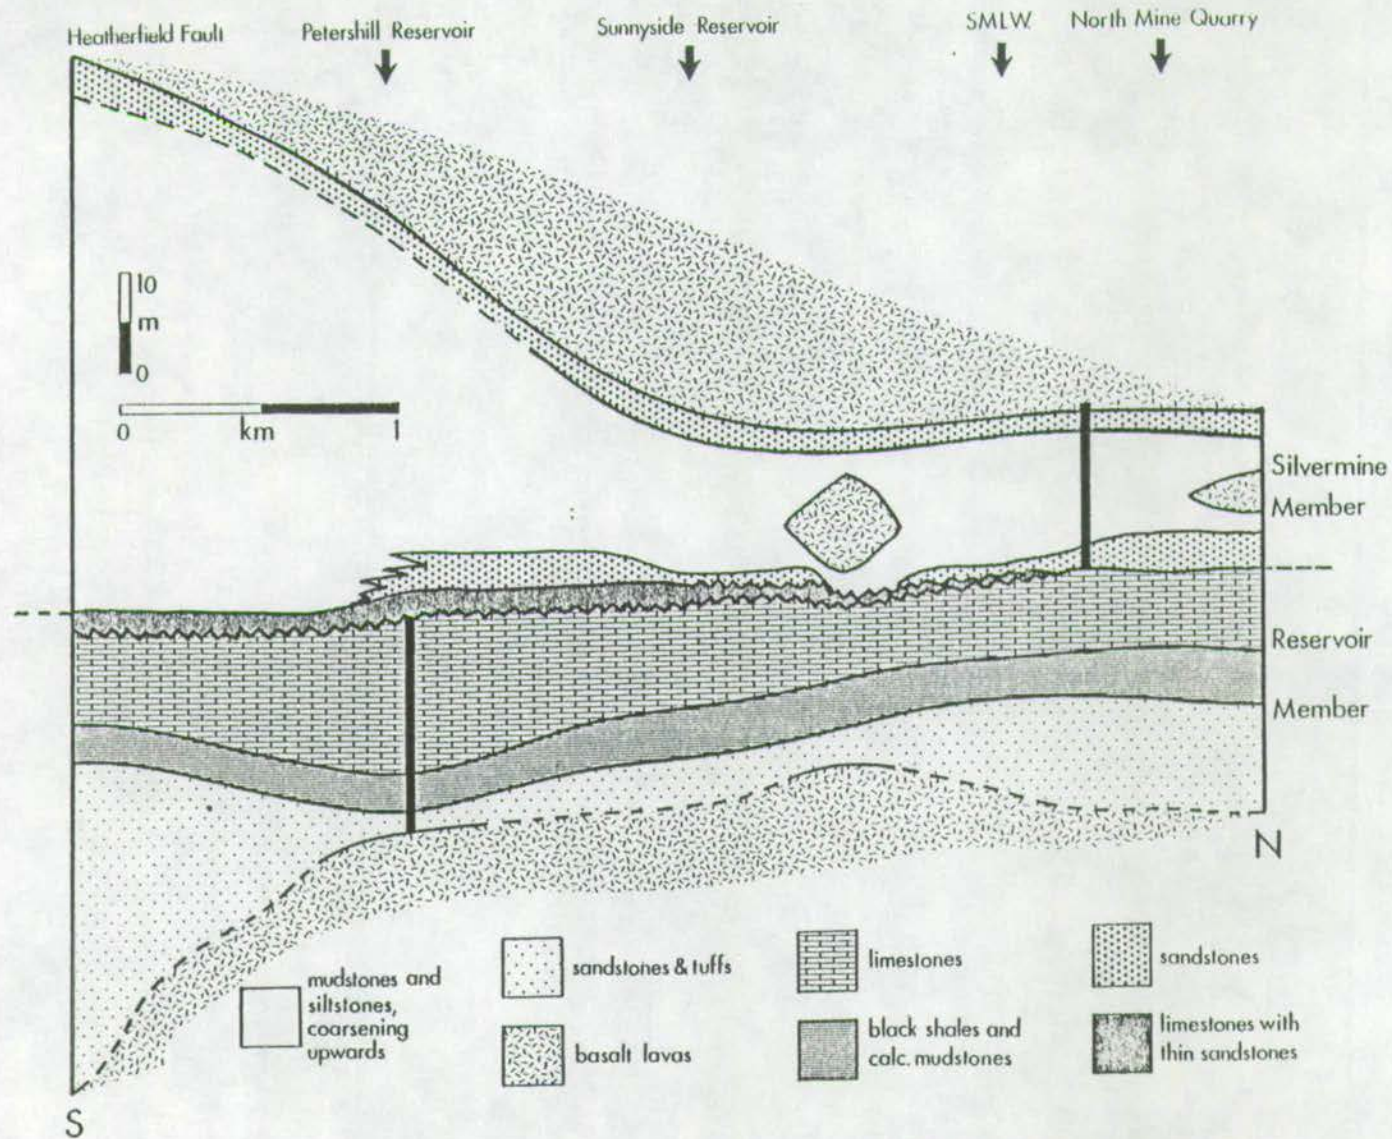 Heatherfield Fault
Petershill Reservoir
Sunnyside Reservoir
SMLW.
North Mine Quarry
10
m
0
0
km
1
Silvermine
Member
Reservoir
Member
N
mudstones and
siltstones,
coarsening
upwards
sandstones & tuffs
basalt lavas
limestones
black shales and
calc. mudstones
sandstones
limestones with
thin sandstones
S